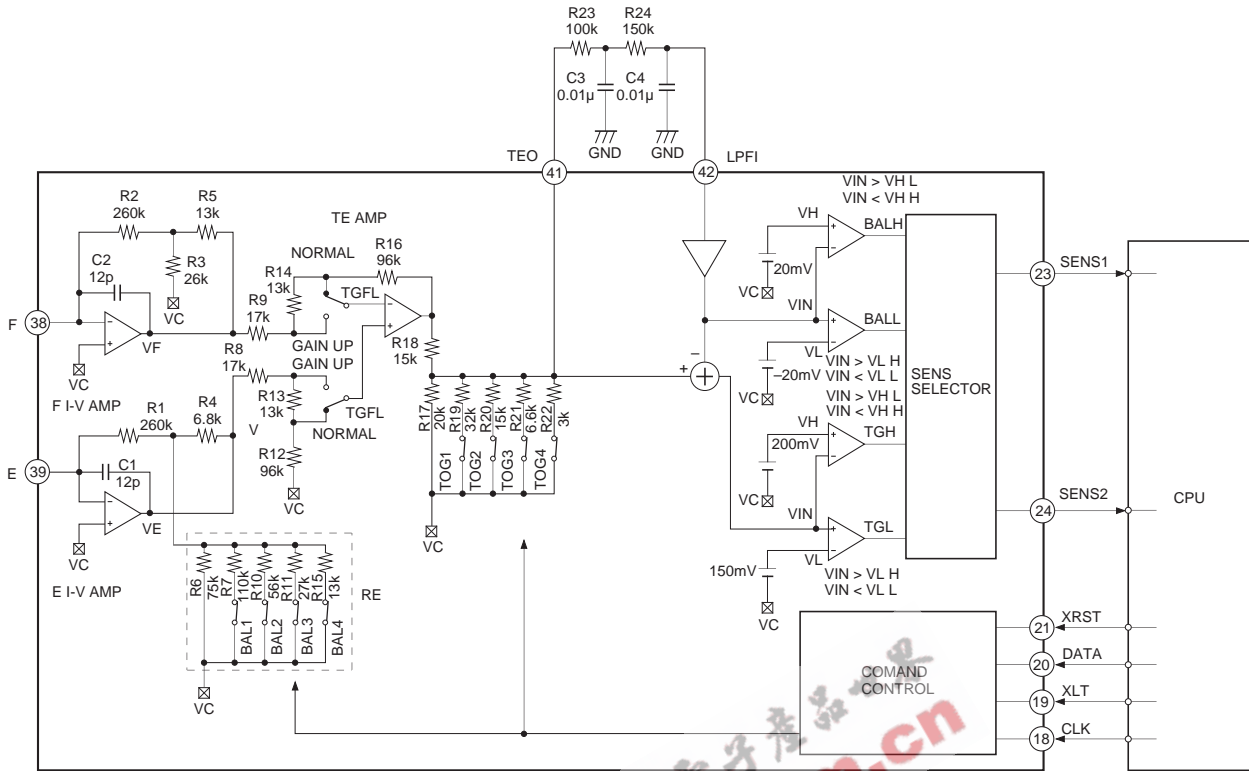 R23
100k
R24
150k
C3
0.01µ
C4
0.01µ
GND
GND
TEO
41
42
LPFI
R2
260k
R5
13k
C2
12p
R3
26k
VC
F
38
VF
VC
F I-V AMP
R9
17k
R8
17k
TE AMP
NORMAL
R14
13k
TGFL
R16
96k
GAIN UP
GAIN UP
R13
13k
TGFL
V
NORMAL
R12
96k
VC
R18
15k
R1
260k
R4
6.8k
E
39
C1
12p
VE
VC
E I-V AMP
R6
75k
R7
110k
R10
56k
R11
27k
R15
13k
BAL1
BAL2
BAL3
BAL4
RE
VC
R17
20k
R19
32k
R20
15k
R21
6.6k
R22
3k
TOG1
TOG2
TOG3
TOG4
VC
VIN > VH L
VIN < VH H
VH
BALH
20mV
VC
VIN
BALL
VL
–20mV
VC
VIN > VL H
VIN < VL L
VIN > VH L
VIN < VH H
VH
TGH
200mV
VC
VIN
TGL
VL
150mV
VC
VIN > VL H
VIN < VL L
SENS
SELECTOR
23
SENS1
24
SENS2
CPU
COMAND
CONTROL
21
XRST
20
DATA
19
XLT
18
CLK
子產品世界
m.cn